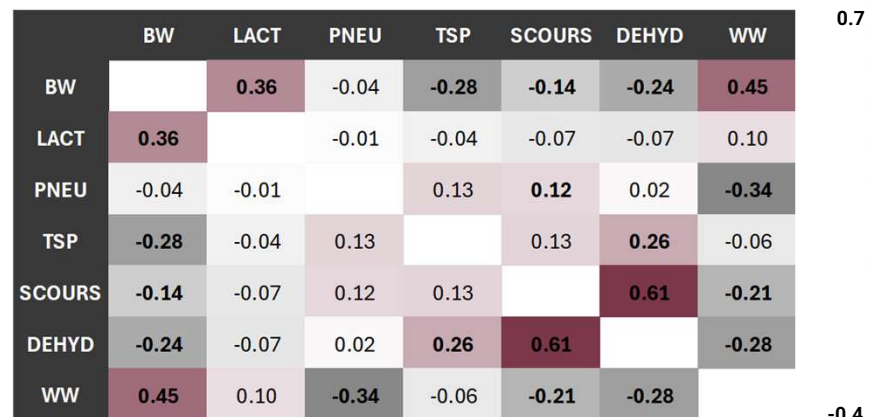 0.7
BW LACT PNEU TSP SCOURS DEHYD WW
BW 0.36 -0.04 -0.28 -0.14 -0.24 0.45
LACT 0.36 -0.01 -0.04 -0.07 -0.07 0.10
PNEU -0.04 -0.01 0.13 0.12 0.02 -0.34
TSP -0.28 -0.04 0.13 0.13 0.26 -0.06
SCOURS -0.14 -0.07 0.12 0.13 0.61 -0.21
DEHYD -0.24 -0.07 0.02 0.26 0.61 -0.28
WW 0.45 0.10 -0.34 -0.06 -0.21 -0.28
-0.4